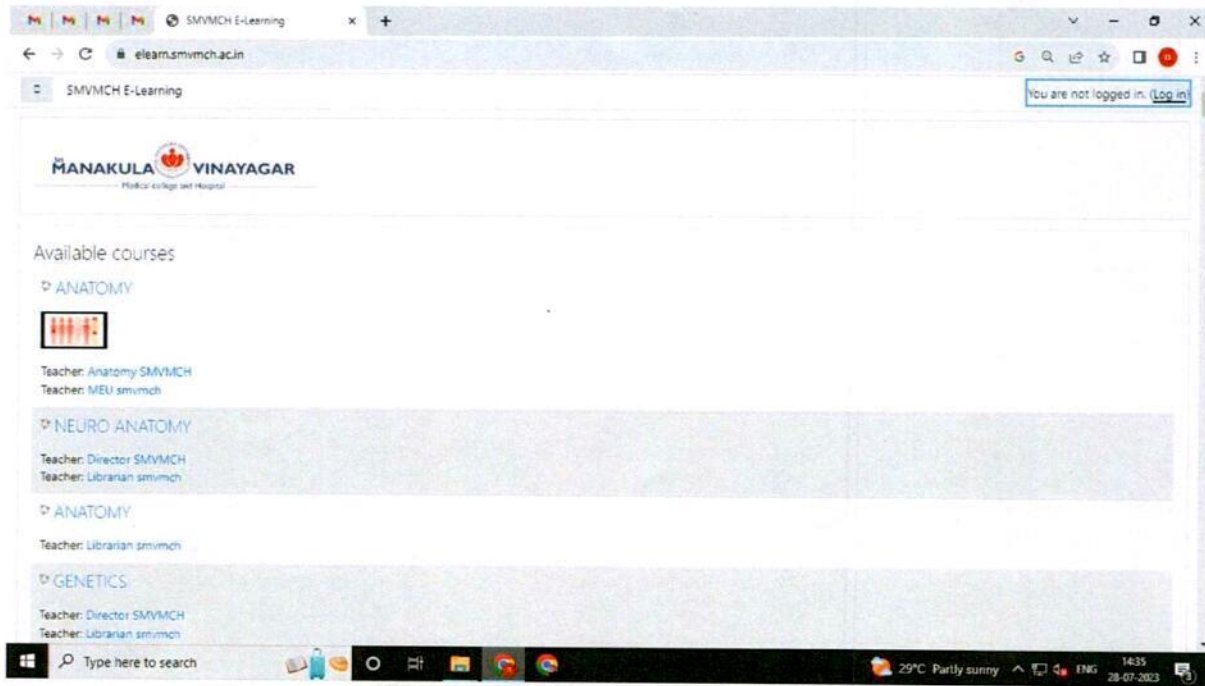 SMVMCH E-Learning
elearn.smvmch.ac.in
SMVMCH E-Learning
You are not logged in. (Log in)
SRI
MANAKULA VINAYAGAR
Medical college and Hospital
Available courses
ANATOMY
Teacher: Anatomy SMVMCH
Teacher: MEU smvmch
NEURO ANATOMY
Teacher: Director SMVMCH
Teacher: Librarian smvmch
ANATOMY
Teacher: Librarian smvmch
GENETICS
Teacher: Director SMVMCH
Teacher: Librarian smvmch
Type here to search
29°C Partly sunny
ENG
14:35
28-07-2023